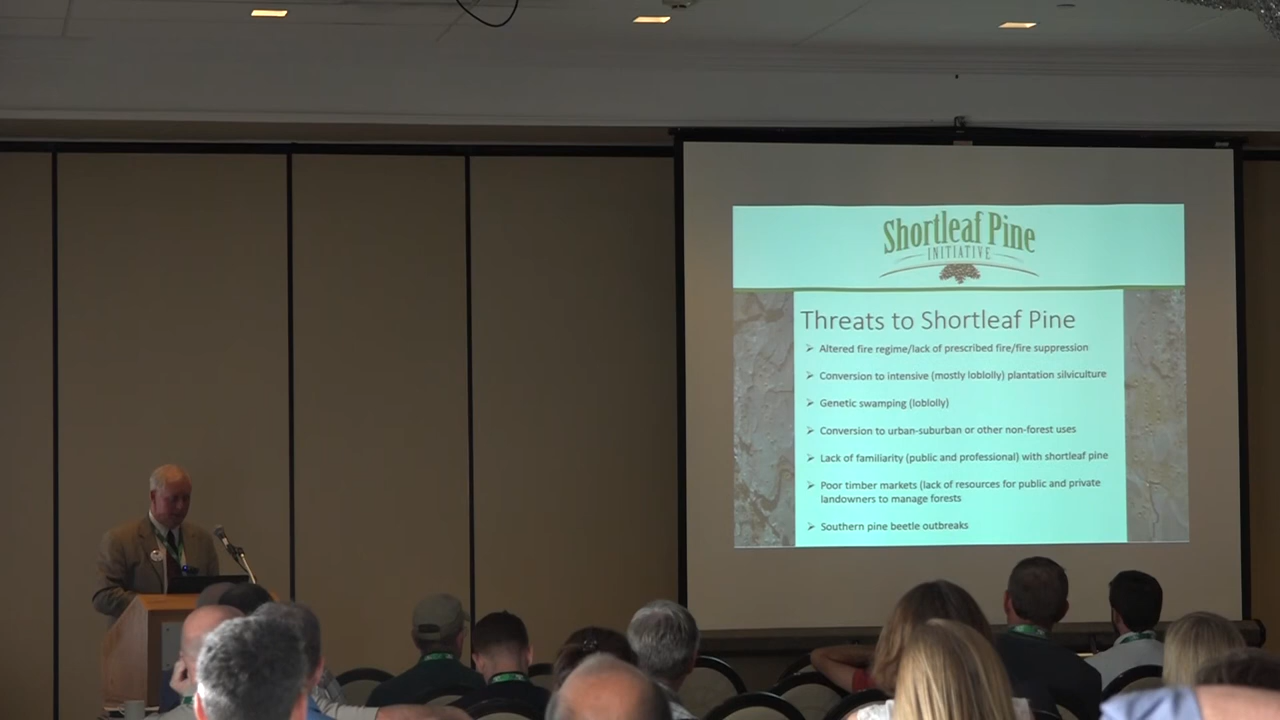 Shortleaf Pine
INITIATIVE
Threats to Shortleaf Pine
➢ Altered fire regime/lack of prescribed fire/fire suppression
➢ Conversion to intensive (mostly loblolly) plantation silviculture
➢ Genetic swamping (loblolly)
➢ Conversion to urban-suburban or other non-forest uses
➢ Lack of familiarity (public and professional) with shortleaf pine
➢ Poor timber markets (lack of resources for public and private
landowners to manage forests
➢ Southern pine beetle outbreaks